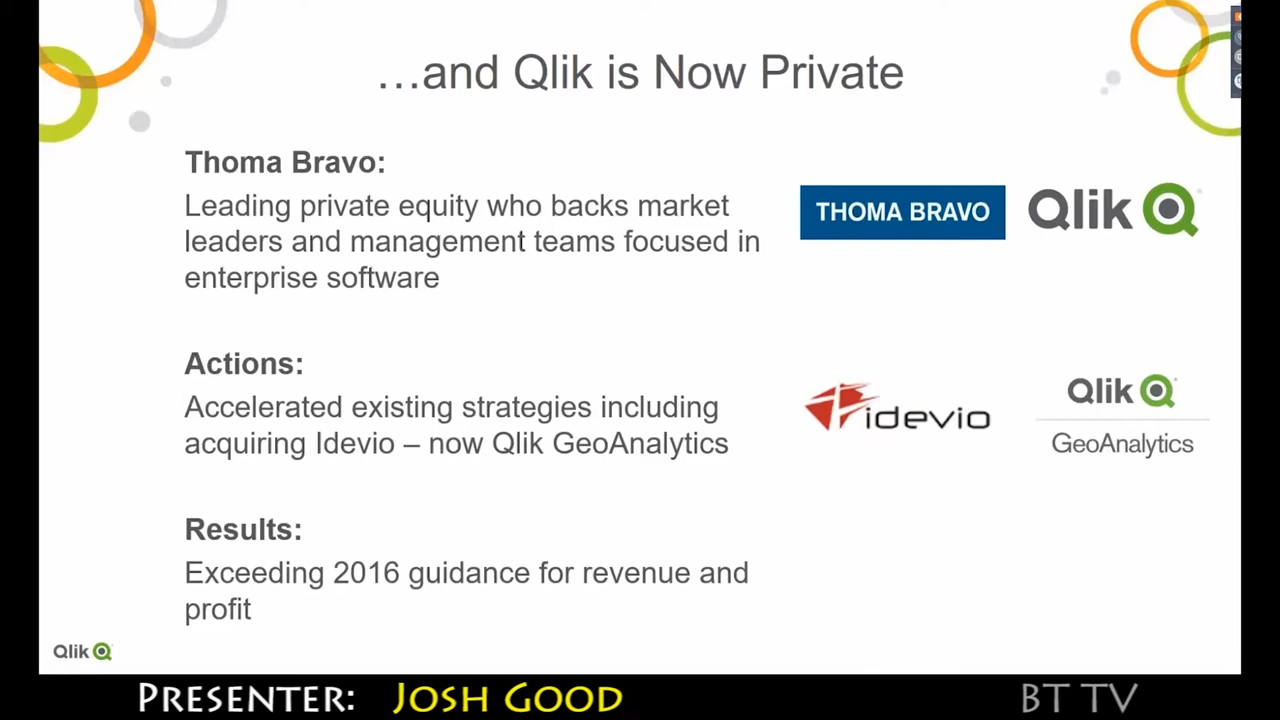 …and Qlik is Now Private
Thoma Bravo:
Leading private equity who backs market
leaders and management teams focused in
enterprise software
THOMA BRAVO
Qlik
Actions:
Accelerated existing strategies including
acquiring Idevio – now Qlik GeoAnalytics
idevio
Qlik
GeoAnalytics
Results:
Exceeding 2016 guidance for revenue and
profit
Qlik
PRESENTER: JOSH GOOD
BT TV